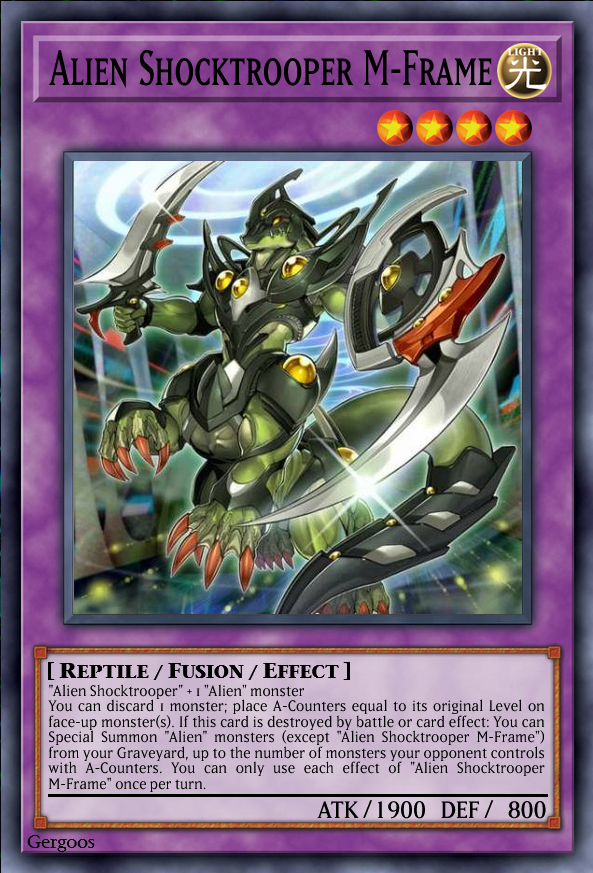 Alien Shocktrooper M-Frame
LIGHT
光
[ Reptile / Fusion / Effect ]
"Alien Shocktrooper" + 1 "Alien" monster
You can discard 1 monster; place A-Counters equal to its original Level on
face-up monster(s). If this card is destroyed by battle or card effect: You can
Special Summon "Alien" monsters (except "Alien Shocktrooper M-Frame")
from your Graveyard, up to the number of monsters your opponent controls
with A-Counters. You can only use each effect of "Alien Shocktrooper
M-Frame" once per turn.
ATK / 1900 DEF / 800
Gergoos